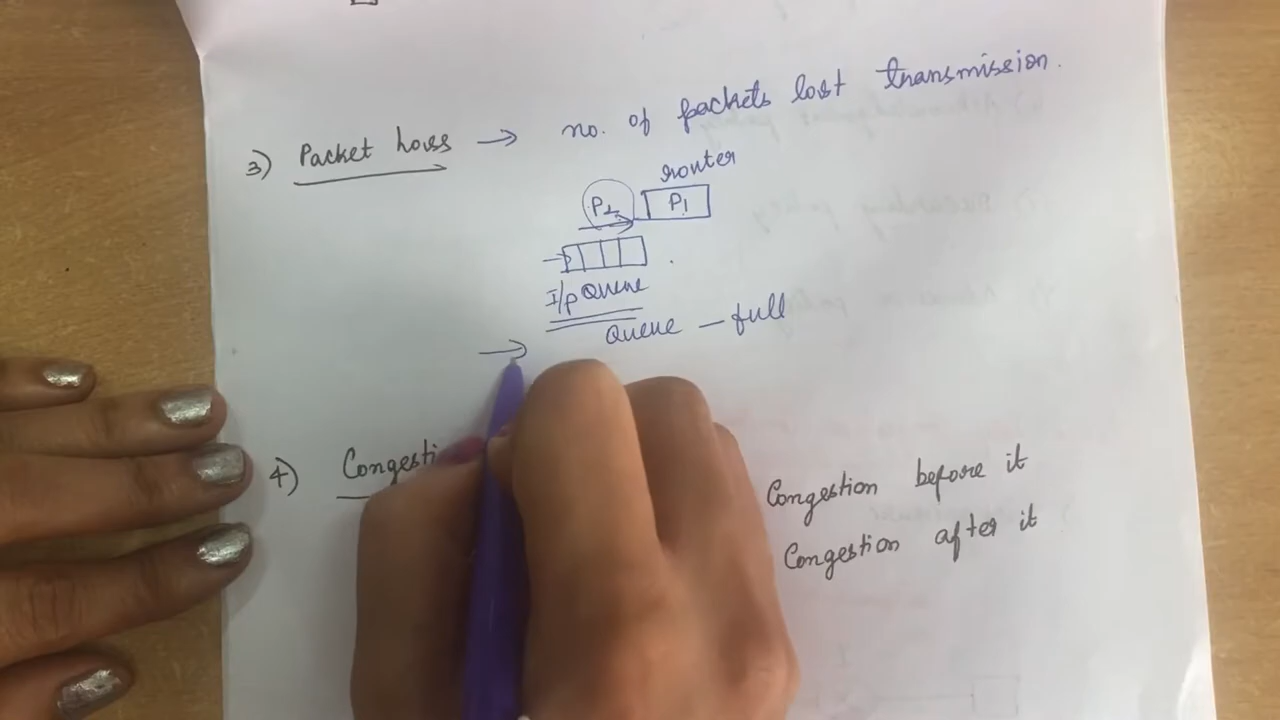 3) Packet Loss → no. of packets lost transmission.
router
P2 P1
I/p Queue
Queue – full
→
4) Congesti
Congestion before it
Congestion after it